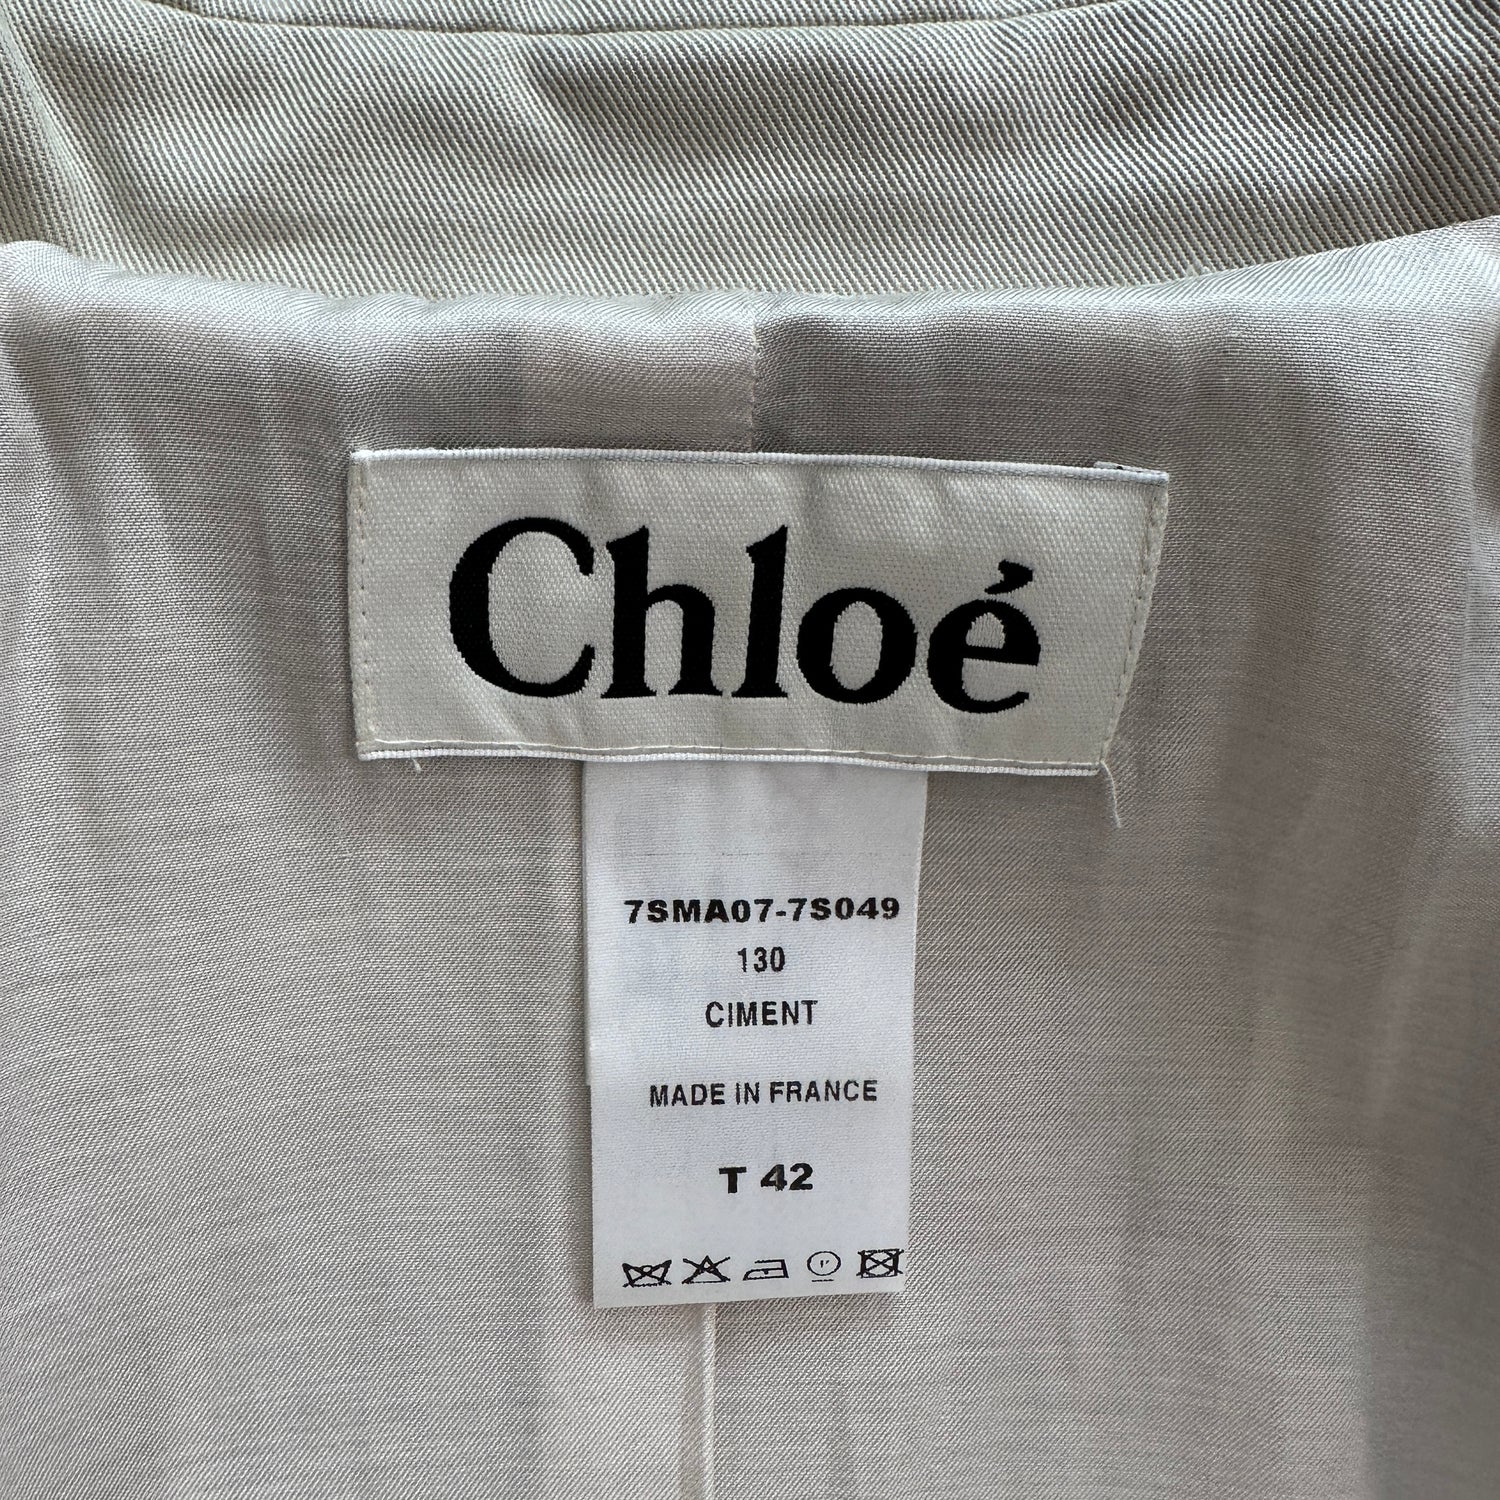 Chloé
7SMA07-7S049
130
CIMENT
MADE IN FRANCE
T 42